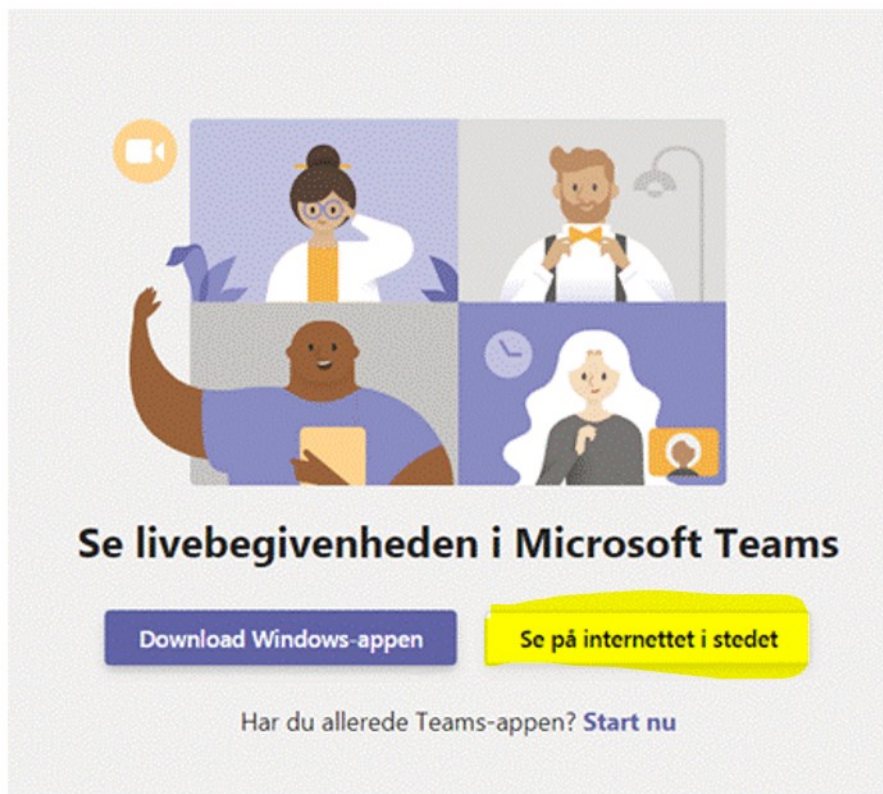 Se livebegivenheden i Microsoft Teams
Download Windows-appen
Se på internettet i stedet
Har du allerede Teams-appen? Start nu